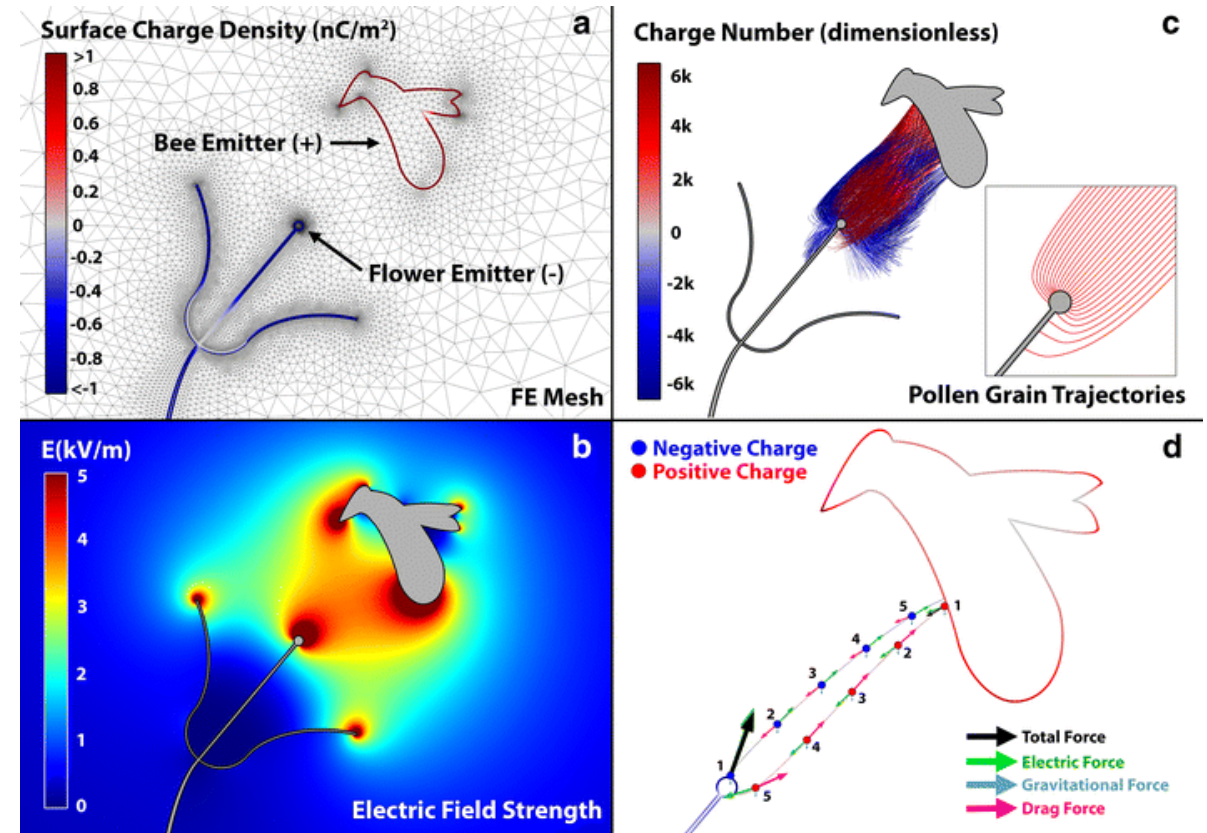 Surface Charge Density (nC/m²)
a
>1
0.8
0.6
0.4
0.2
0
-0.2
-0.4
-0.6
-0.8
<-1
Bee Emitter (+)
Flower Emitter (-)
FE Mesh
Charge Number (dimensionless)
c
6k
4k
2k
0
-2k
-4k
-6k
Pollen Grain Trajectories
E(kV/m)
b
5
4
3
2
1
0
Electric Field Strength
Negative Charge
d
Positive Charge
5
1
4
2
3
3
2
4
1
5
Total Force
Electric Force
Gravitational Force
Drag Force